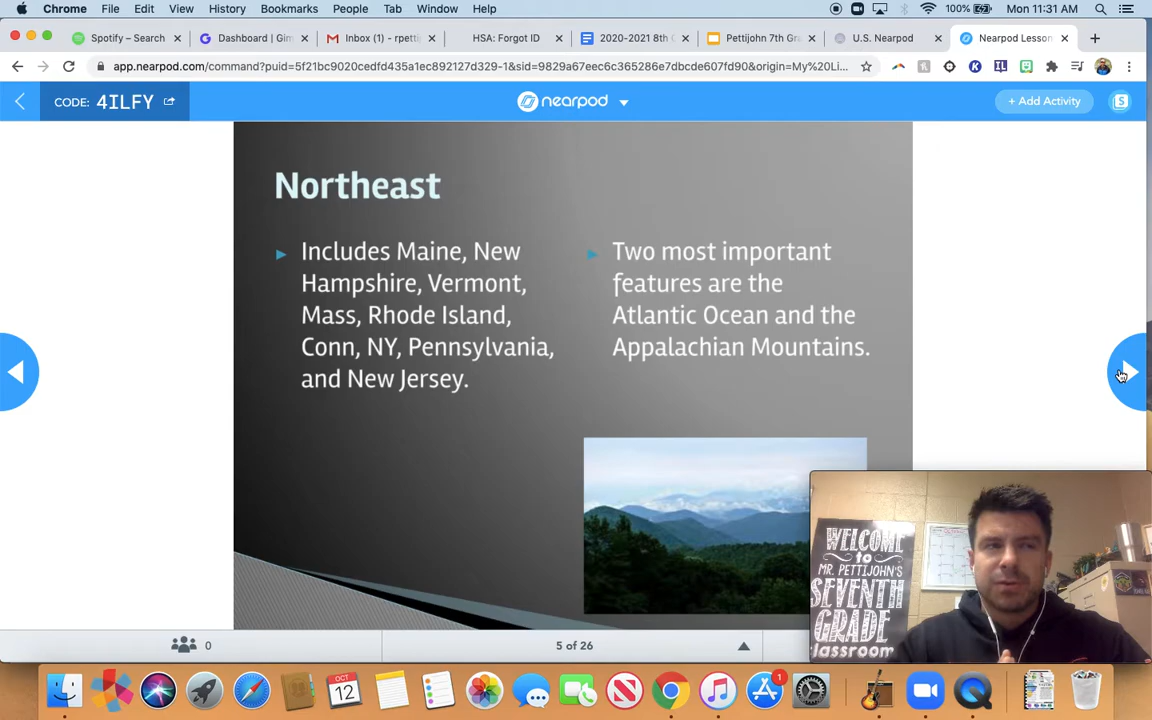 Chrome File Edit View History Bookmarks People Tab Window Help 100% Mon 11:31 AM
Spotify – Search Dashboard | Gim Inbox (1) - rpetti HSA: Forgot ID 2020-2021 8th Pettijohn 7th Gra U.S. Nearpod Nearpod Lesson
app.nearpod.com/command?puid=5f21bc9020cedfd435a1ec892127d329-1&sid=9829a67eec6c365286e7dbcde607fd90&origin=My%20Li...
CODE: 4ILFY nearpod + Add Activity S
Northeast
Includes Maine, New
Hampshire, Vermont,
Mass, Rhode Island,
Conn, NY, Pennsylvania,
and New Jersey.
Two most important
features are the
Atlantic Ocean and the
Appalachian Mountains.
WELCOME
to
MR. PETTIJOHN'S
SEVENTH
GRADE
classroom
0 5 of 26
OCT
12
1